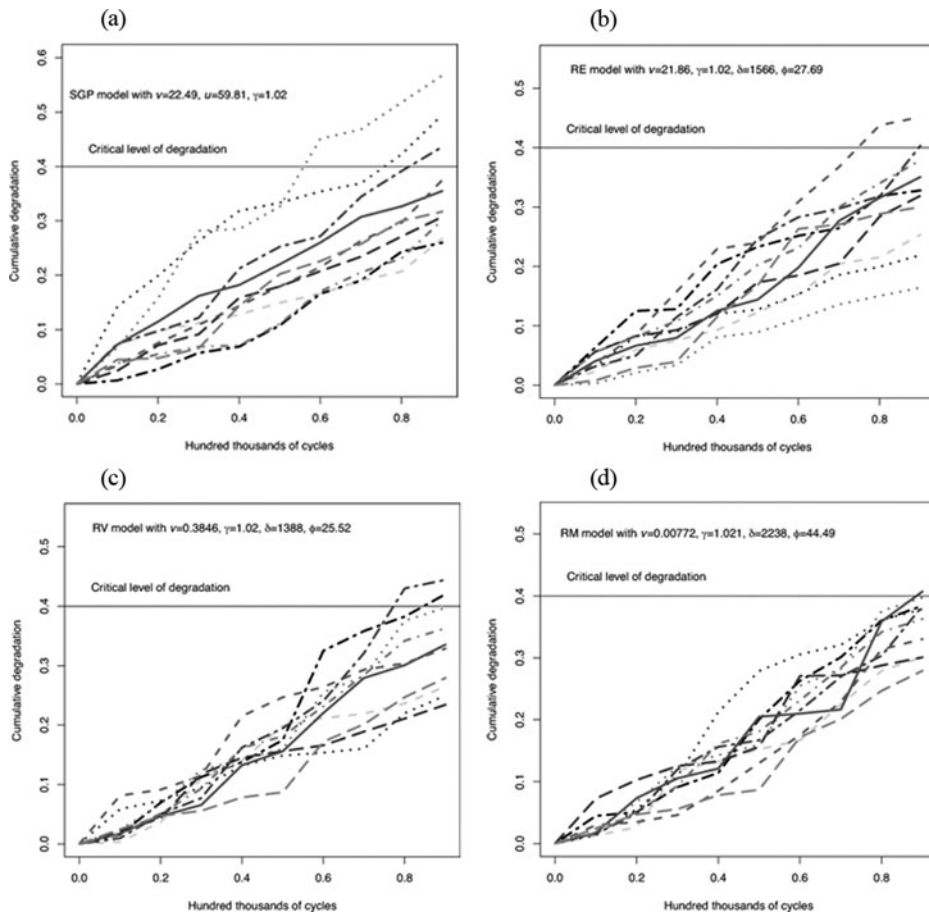 (a)
0.6
0.5
0.4
0.3
0.2
0.1
0.0
Cumulative degradation
SGP model with ν=22.49, u=59.81, γ=1.02
Critical level of degradation
0.0 0.2 0.4 0.6 0.8
Hundred thousands of cycles
(b)
0.5
0.4
0.3
0.2
0.1
0.0
Cumulative degradation
RE model with ν=21.86, γ=1.02, δ=1566, ϕ=27.69
Critical level of degradation
0.0 0.2 0.4 0.6 0.8
Hundred thousands of cycles
(c)
0.5
0.4
0.3
0.2
0.1
0.0
Cumulative degradation
RV model with ν=0.3846, γ=1.02, δ=1388, ϕ=25.52
Critical level of degradation
0.0 0.2 0.4 0.6 0.8
Hundred thousands of cycles
(d)
0.5
0.4
0.3
0.2
0.1
0.0
Cumulative degradation
RM model with ν=0.00772, γ=1.021, δ=2238, ϕ=44.49
Critical level of degradation
0.0 0.2 0.4 0.6 0.8
Hundred thousands of cycles